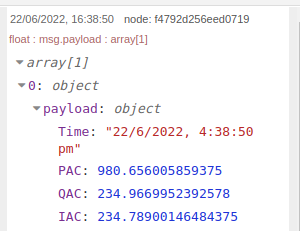 22/06/2022, 16:38:50 node: f4792d256eed0719
float : msg.payload : array[1]
array[1]
0: object
payload: object
Time: "22/6/2022, 4:38:50
pm"
PAC: 980.656005859375
QAC: 234.9669952392578
IAC: 234.78900146484375